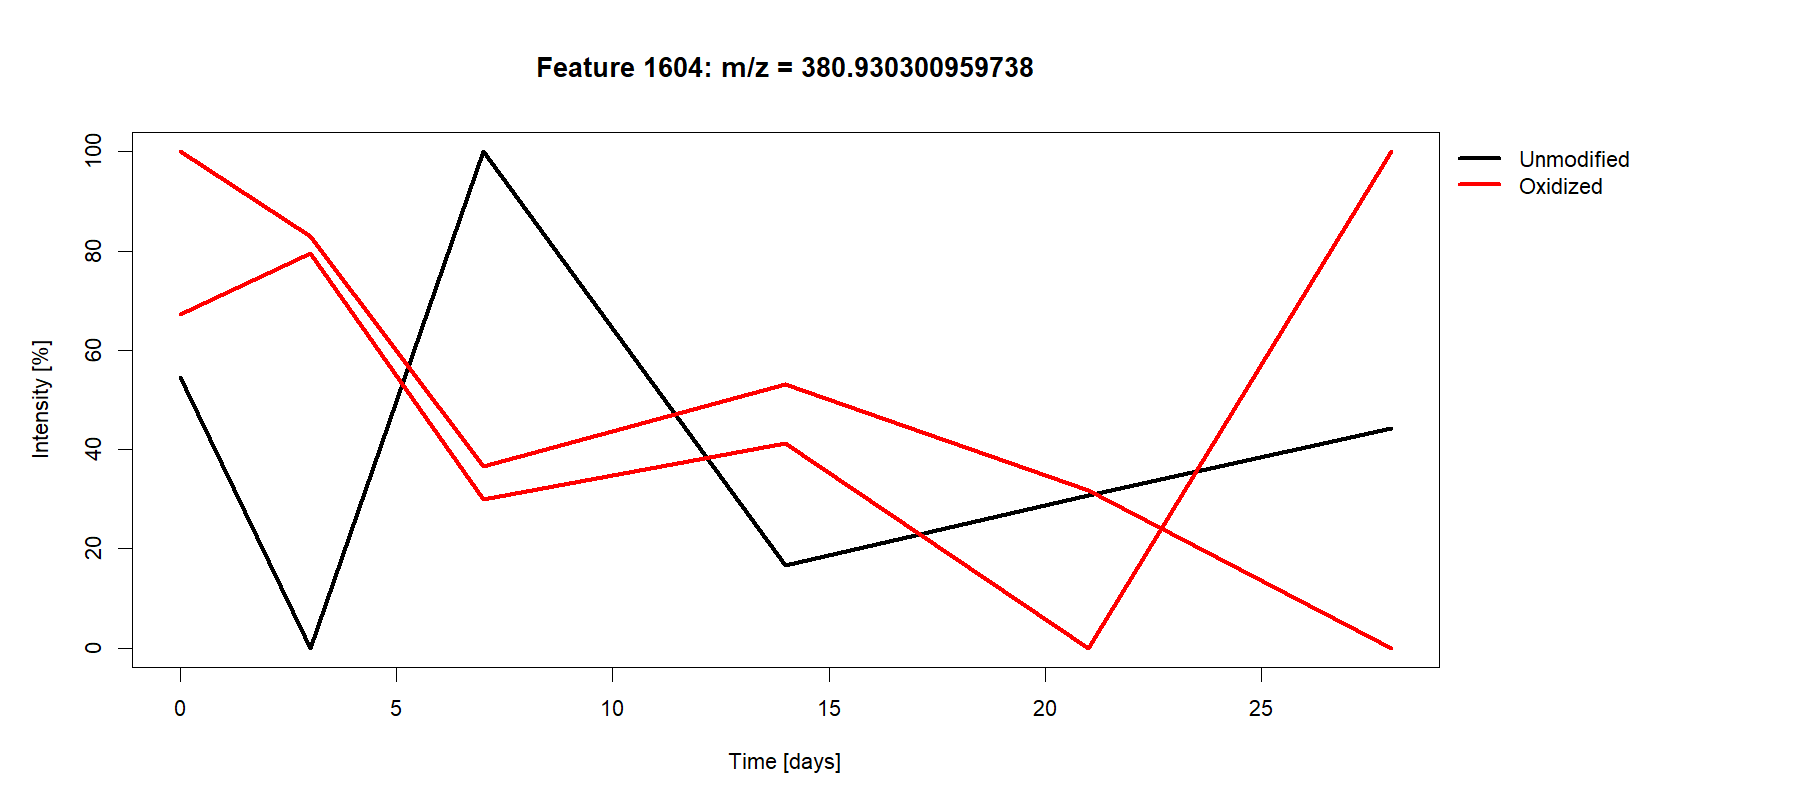 Feature 1604: m/z = 380.930300959738
Unmodified
Oxidized
Intensity [%]
100
80
60
40
20
0
0 5 10 15 20 25
Time [days]